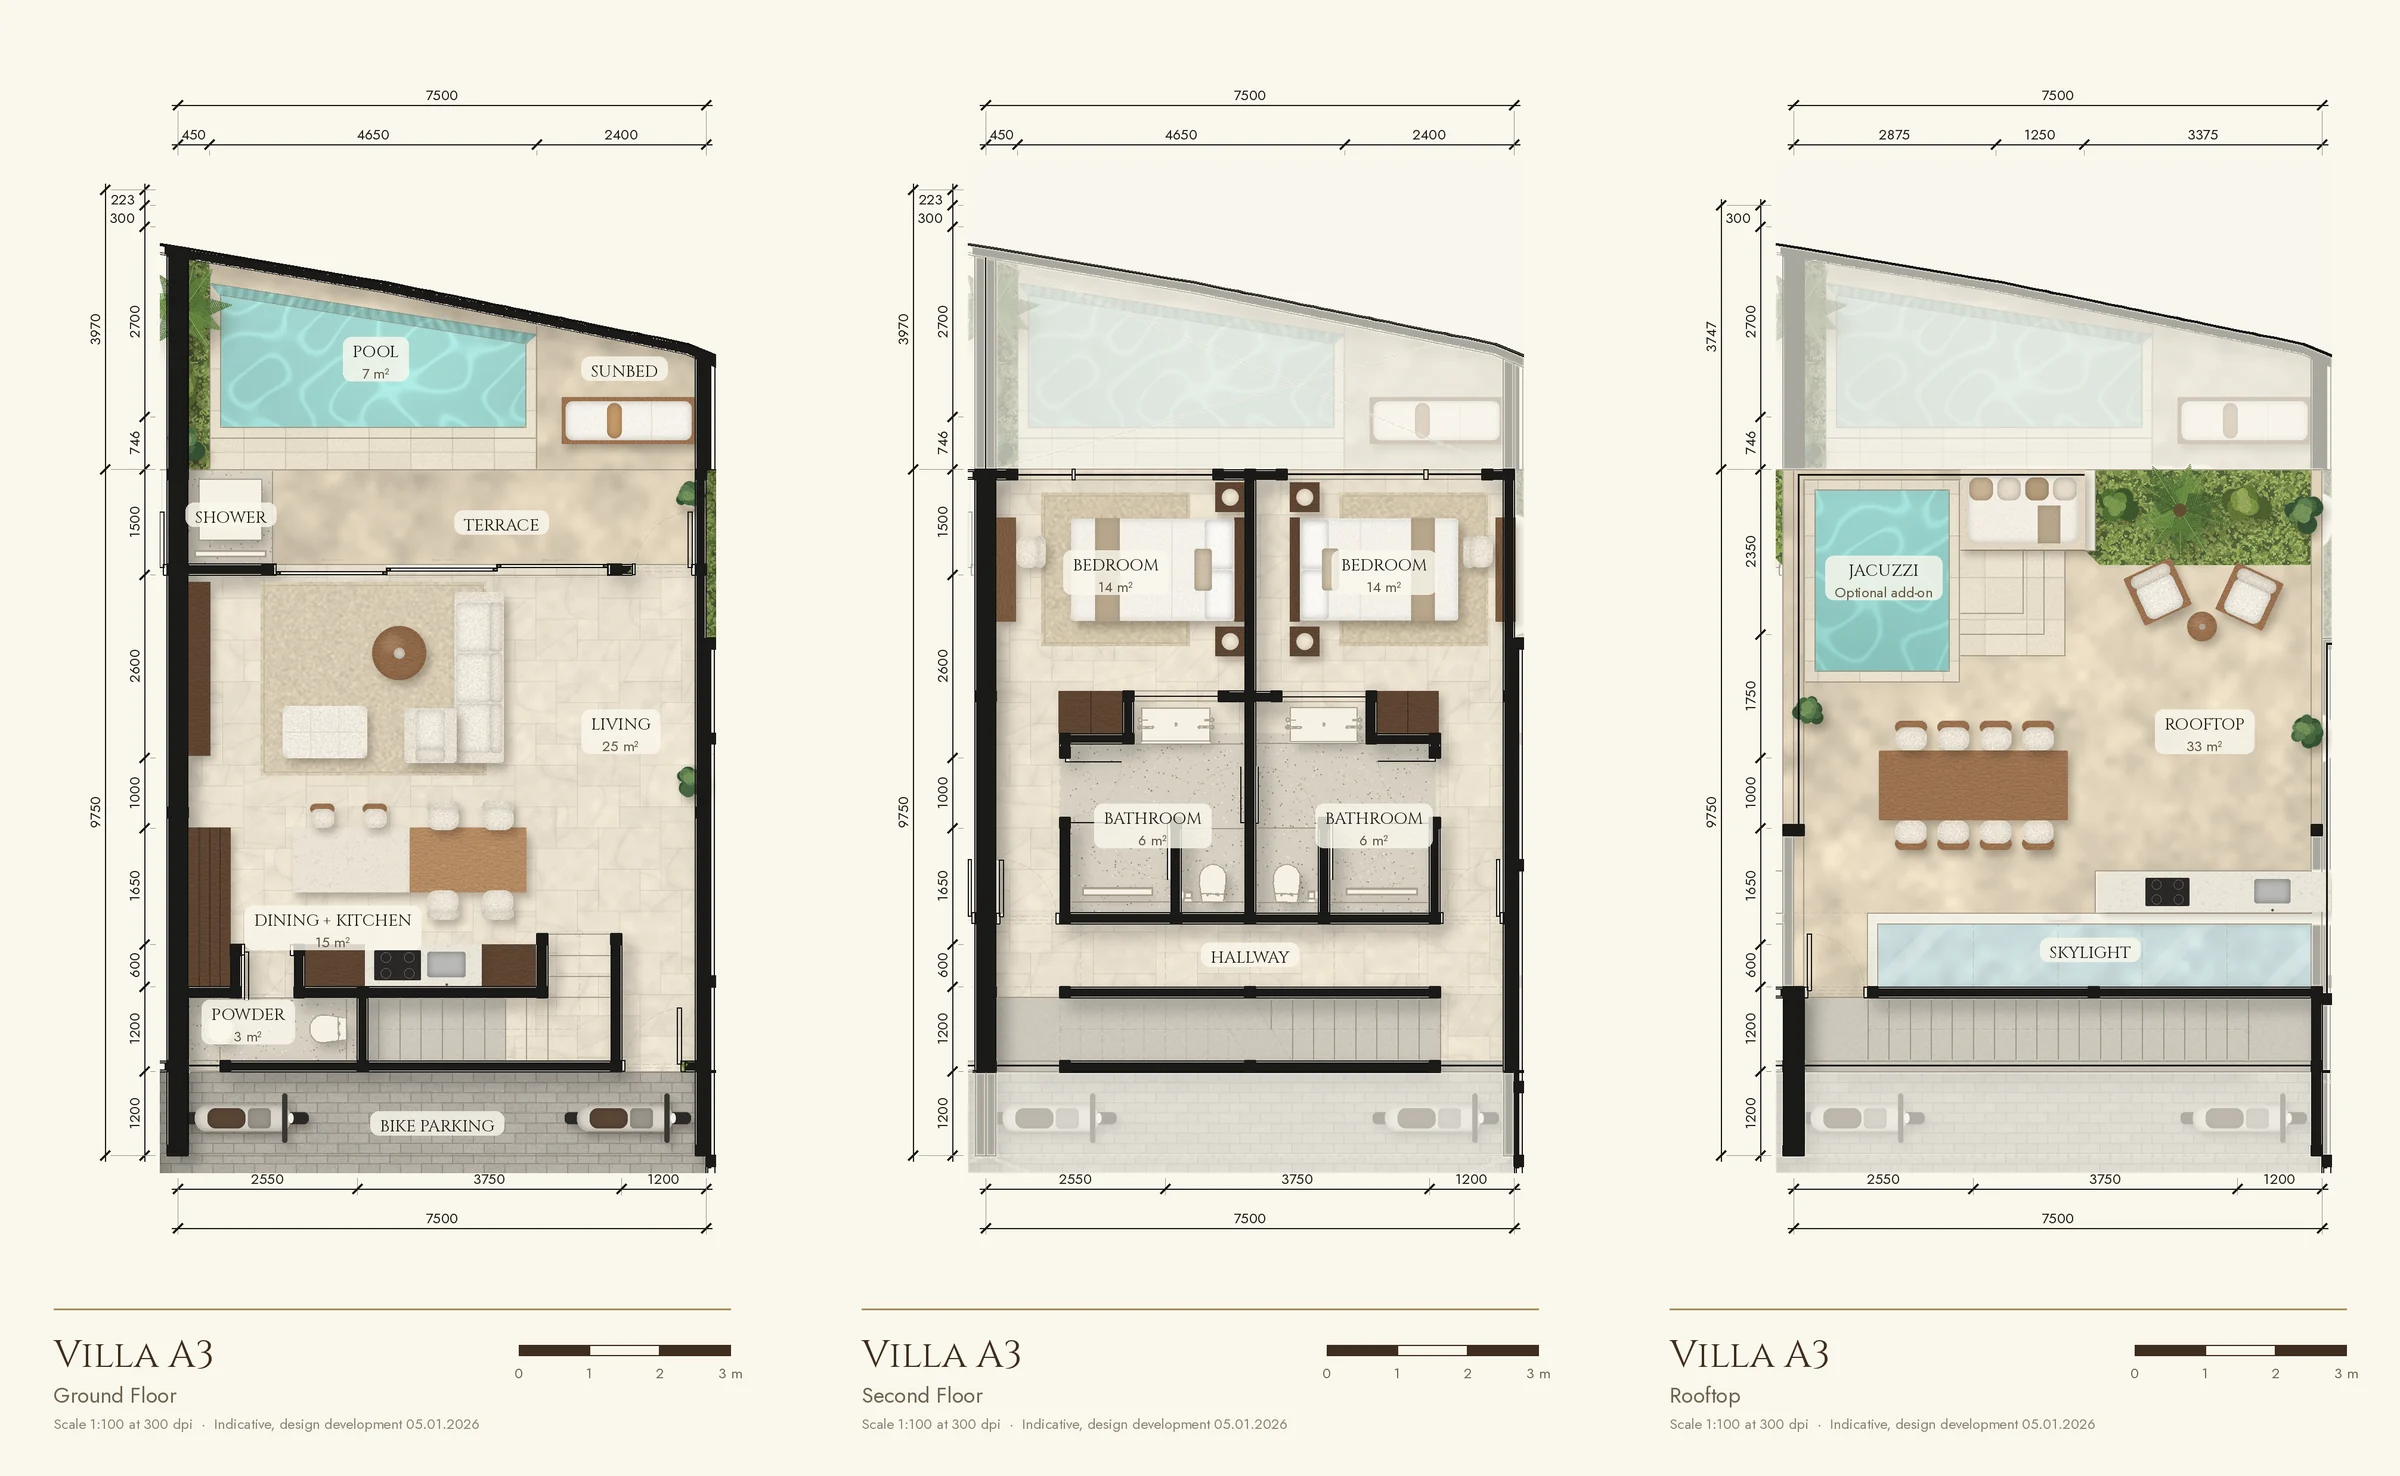 7500
450 4650 2400
223
300
3970
2700
746
POOL
7 m²
SUNBED
SHOWER
TERRACE
1500
2600
LIVING
25 m²
1000
9750
1650
DINING + KITCHEN
15 m²
600
POWDER
3 m²
1200
BIKE PARKING
1200
2550 3750 1200
7500
VILLA A3
Ground Floor
Scale 1:100 at 300 dpi · Indicative, design development 05.01.2026
0 1 2 3 m
7500
450 4650 2400
223
300
3970
2700
746
1500
BEDROOM
14 m²
BEDROOM
14 m²
2600
1000
9750
BATHROOM
6 m²
BATHROOM
6 m²
1650
HALLWAY
600
1200
1200
2550 3750 1200
7500
VILLA A3
Second Floor
Scale 1:100 at 300 dpi · Indicative, design development 05.01.2026
0 1 2 3 m
7500
2875 1250 3375
300
3747
2700
746
2350
JACUZZI
Optional add-on
1750
ROOFTOP
33 m²
1000
9750
1650
SKYLIGHT
600
1200
1200
2550 3750 1200
7500
VILLA A3
Rooftop
Scale 1:100 at 300 dpi · Indicative, design development 05.01.2026
0 1 2 3 m